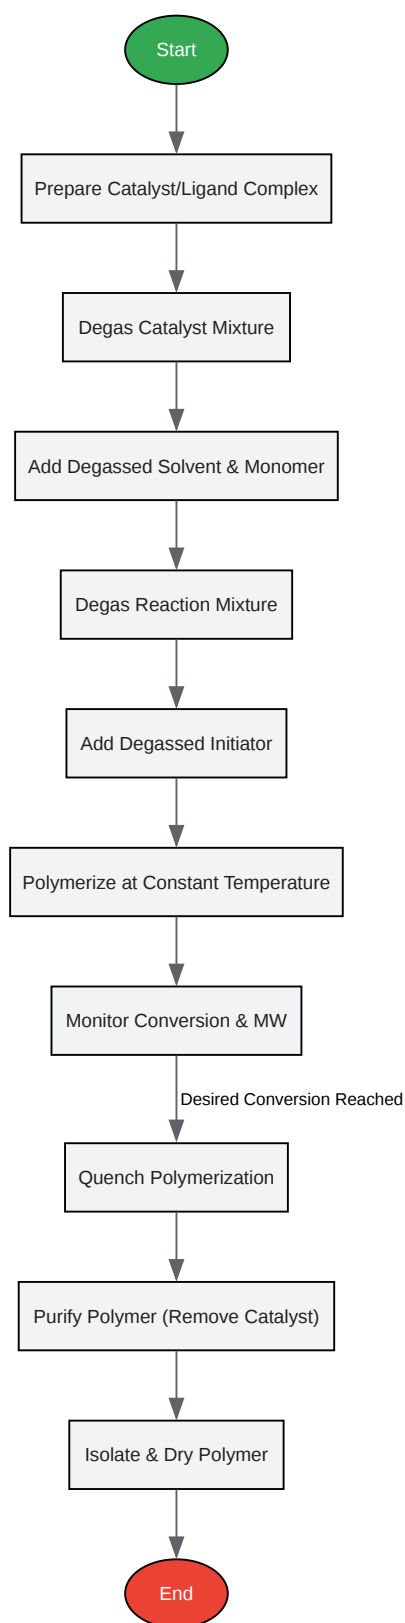 Start
Prepare Catalyst/Ligand Complex
Degas Catalyst Mixture
Add Degassed Solvent & Monomer
Degas Reaction Mixture
Add Degassed Initiator
Polymerize at Constant Temperature
Monitor Conversion & MW
Desired Conversion Reached
Quench Polymerization
Purify Polymer (Remove Catalyst)
Isolate & Dry Polymer
End